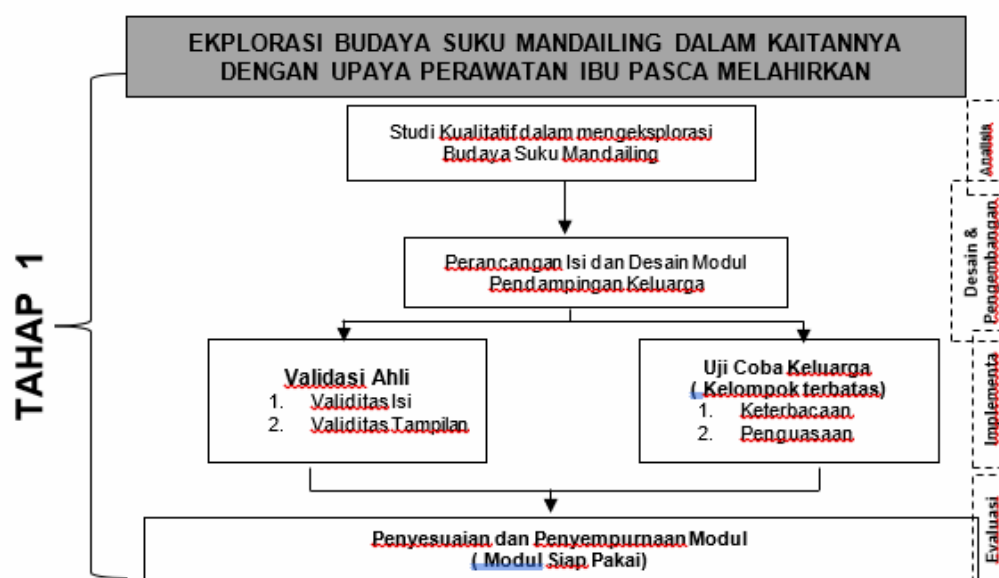 EKPLORASI BUDAYA SUKU MANDAILING DALAM KAITANNYA
DENGAN UPAYA PERAWATAN IBU PASCA MELAHIRKAN
Studi Kualitatif dalam mengeksplorasi
Budaya Suku Mandailing
Analisis
TAHAP 1
Perancangan Isi dan Desain Modul
Pendampingan Keluarga
Desain &
Pengembangan
Validasi Ahli
1. Validitas Isi
2. Validitas Tampilan
Uji Coba Keluarga
( Kelompok terbatas)
1. Keterbacaan
2. Penguasaan
Implementa
Penyesuaian dan Penyempurnaan Modul
( Modul Siap Pakai)
Evaluasi